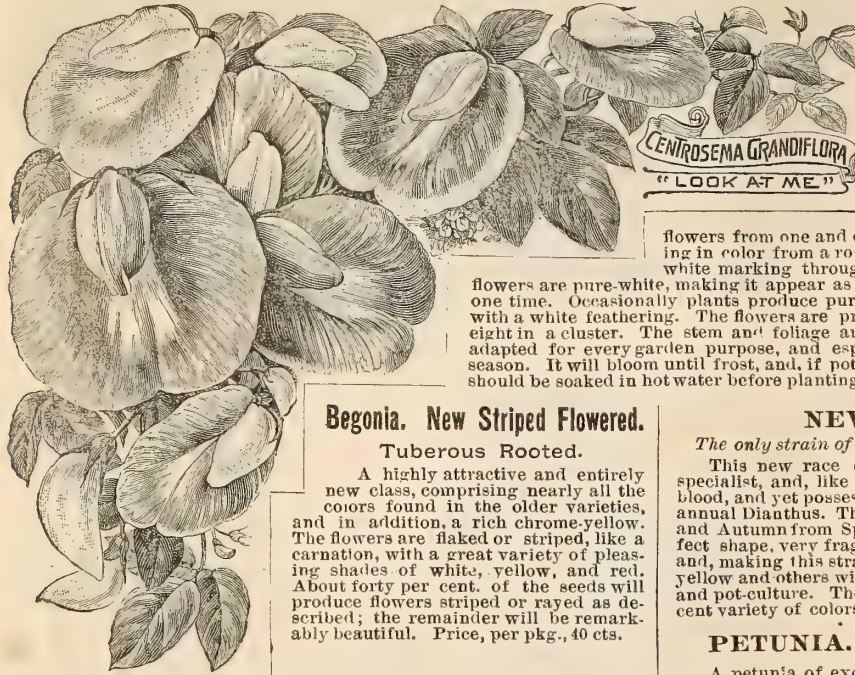 CENTROSEMA GRANDIFLORA
"LOOK AT ME."
flowers from one and
ing in color from a ro
white marking throug
flowers are pure-white, making it appear as
one time. Occasionally plants produce pur
with a white feathering. The flowers are pr
eight in a cluster. The stem and foliage ar
adapted for every garden purpose, and esp
season. It will bloom until frost, and, if pot
should be soaked in hot water before planting
Begonia. New Striped Flowered.
Tuberous Rooted.
A highly attractive and entirely
new class, comprising nearly all the
colors found in the older varieties,
and in addition, a rich chrome-yellow.
The flowers are flaked or striped, like a
carnation, with a great variety of pleas-
ing shades of white, yellow, and red.
About forty per cent. of the seeds will
produce flowers striped or rayed as de-
scribed; the remainder will be remark-
ably beautiful. Price, per pkg., 40 cts.
NEW
The only strain of
This new race
specialist, and, like
blood, and yet posses
annual Dianthus. Th
and Autumn from Sp
fect shape, very frag
and, making this stra
yellow and others wi
and pot-culture. The
cent variety of colors
PETUNIA.
A petunia of exc